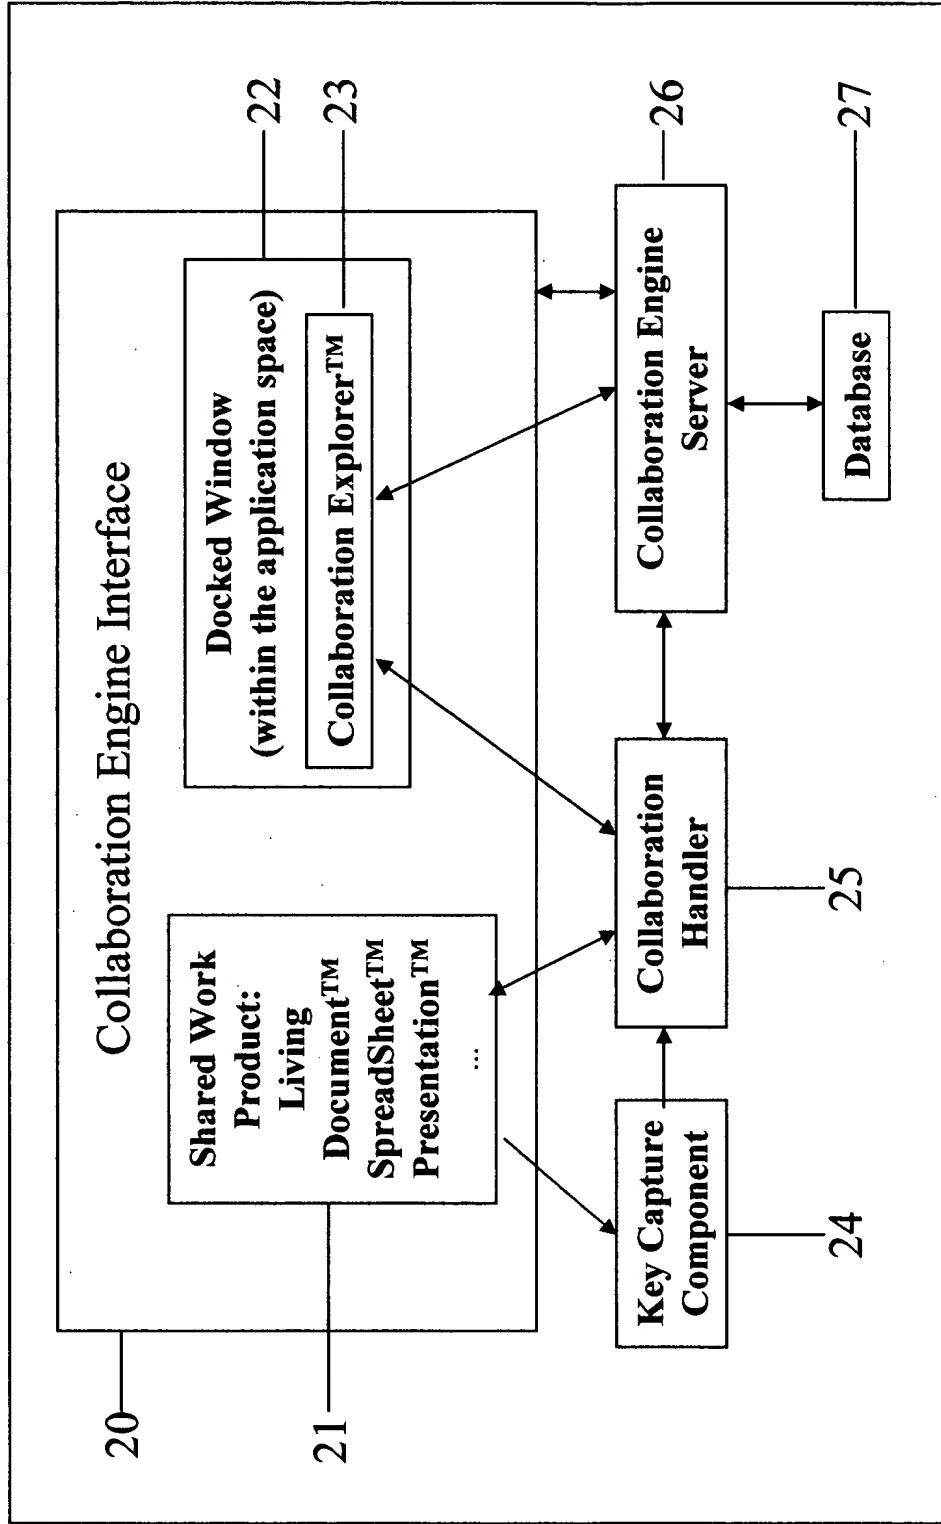 Collaboration Engine Interface
20
Shared Work
Product:
Living
Document™
SpreadSheet™
Presentation™
...
21
Docked Window
(within the application space)
22
Collaboration Explorer™
23
Key Capture
Component
24
Collaboration
Handler
25
Collaboration Engine
Server
26
Database
27